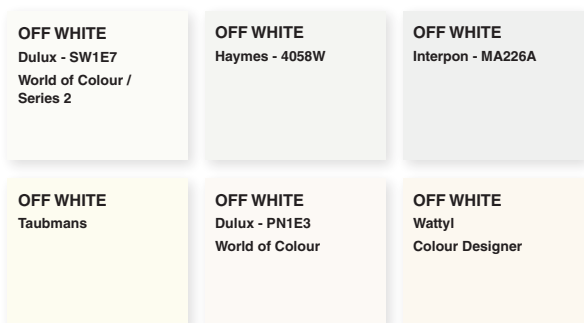 OFF WHITE
Dulux - SW1E7
World of Colour /
Series 2
OFF WHITE
Haymes - 4058W
OFF WHITE
Interpon - MA226A
OFF WHITE
Taubmans
OFF WHITE
Dulux - PN1E3
World of Colour
OFF WHITE
Wattyl
Colour Designer